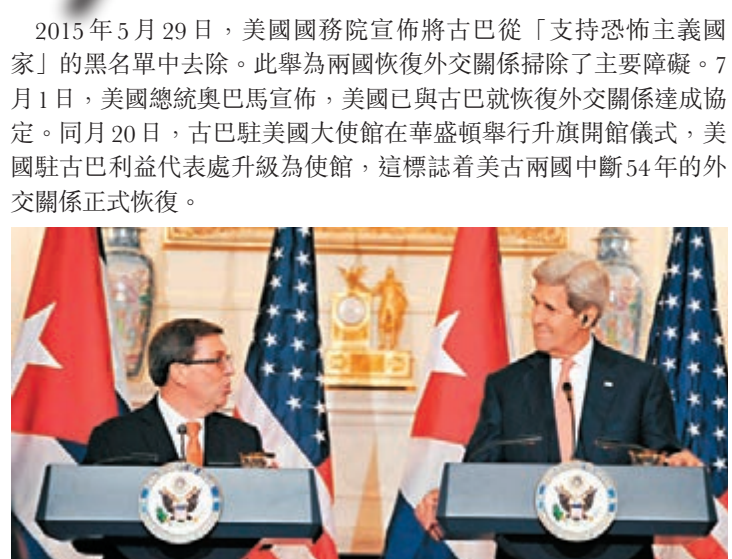 2015年5月29日，美國國務院宣佈將古巴從「支持恐怖主義國
家」的黑名單中去除。此舉為兩國恢復外交關係掃除了主要障礙。7
月1日，美國總統奧巴馬宣佈，美國已與古巴就恢復外交關係達成協
定。同月20日，古巴駐美國大使館在華盛頓舉行升旗開館儀式，美
國駐古巴利益代表處升級為使館，這標誌着美古兩國中斷54年的外
交關係正式恢復。